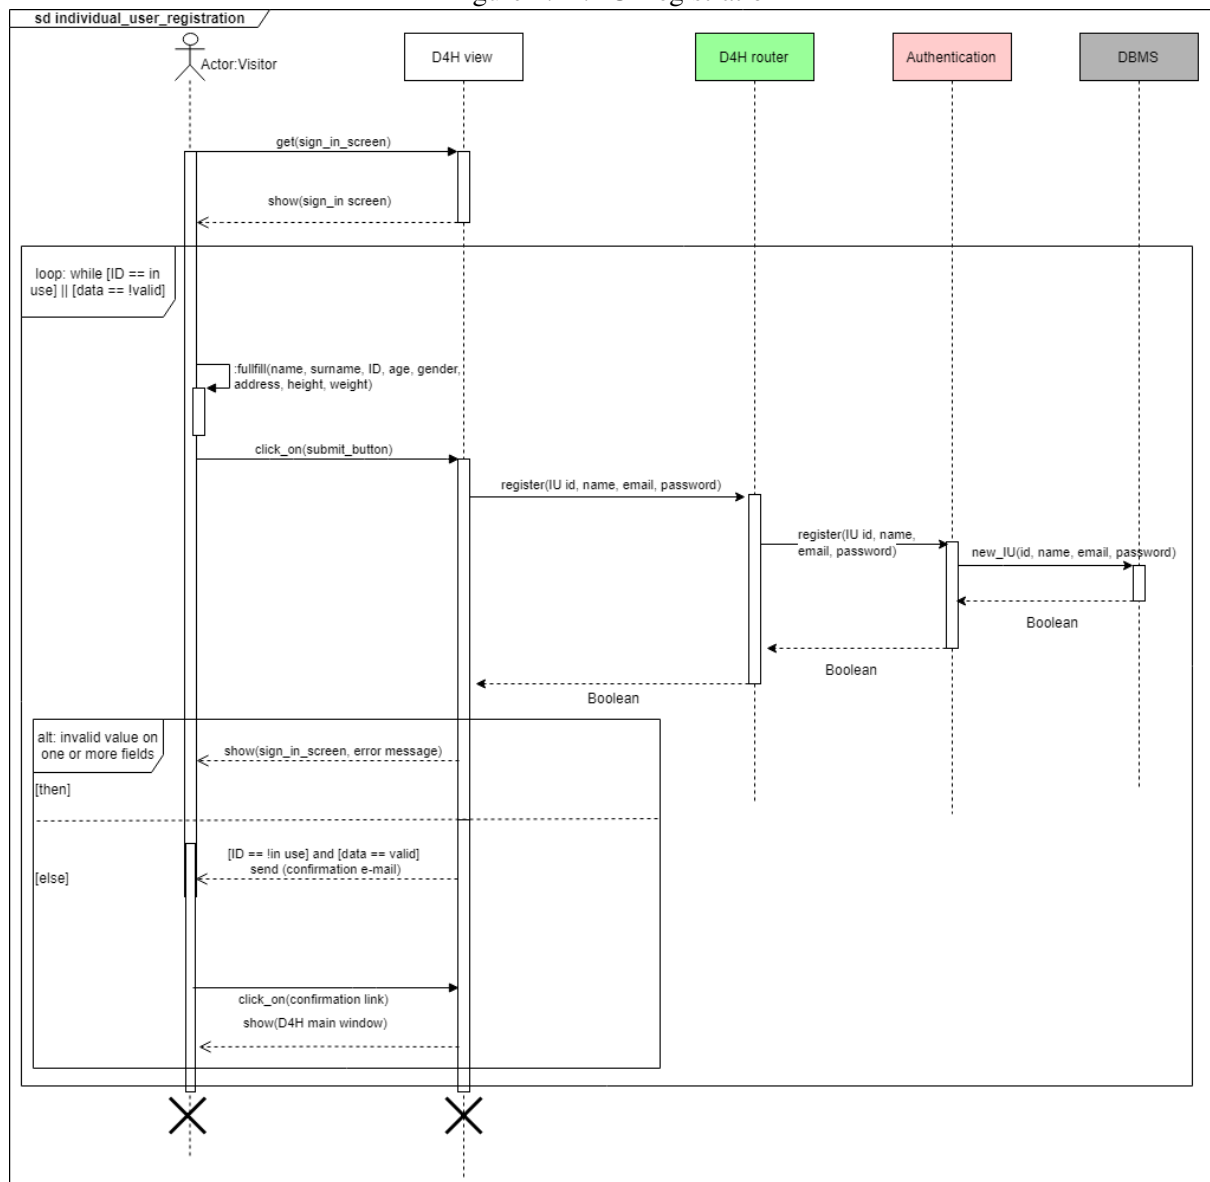 sd individual_user_registration
Actor:Visitor
D4H view
D4H router
Authentication
DBMS
get(sign_in_screen)
show(sign_in screen)
loop: while [ID == in
use] || [data == !valid]
:fullfill(name, surname, ID, age, gender,
address, height, weight)
click_on(submit_button)
register(IU id, name, email, password)
register(IU id, name,
email, password)
new_IU(id, name, email, password)
Boolean
Boolean
Boolean
alt: invalid value on
one or more fields
show(sign_in_screen, error message)
[then]
[ID == !in use] and [data == valid]
send (confirmation e-mail)
[else]
click_on(confirmation link)
show(D4H main window)